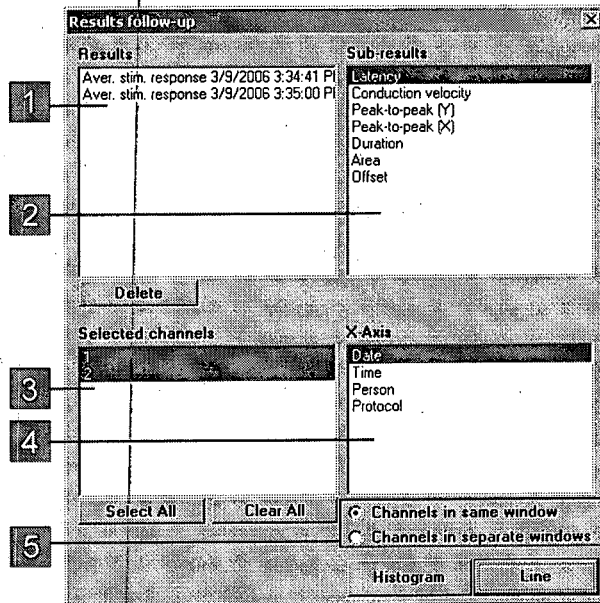 Results follow-up
Results
Aver. stim. response 3/9/2006 3:34:41 P
Aver. stim. response 3/9/2006 3:35:00 P
1
Sub-results
Latency
Conduction velocity
Peak-to-peak (Y)
Peak-to-peak (X)
Duration
Area
Offset
2
Delete
Selected channels
1
2
3
X-Axis
Date
Time
Person
Protocol
4
Select All
Clear All
Channels in same window
Channels in separate windows
5
Histogram
Line